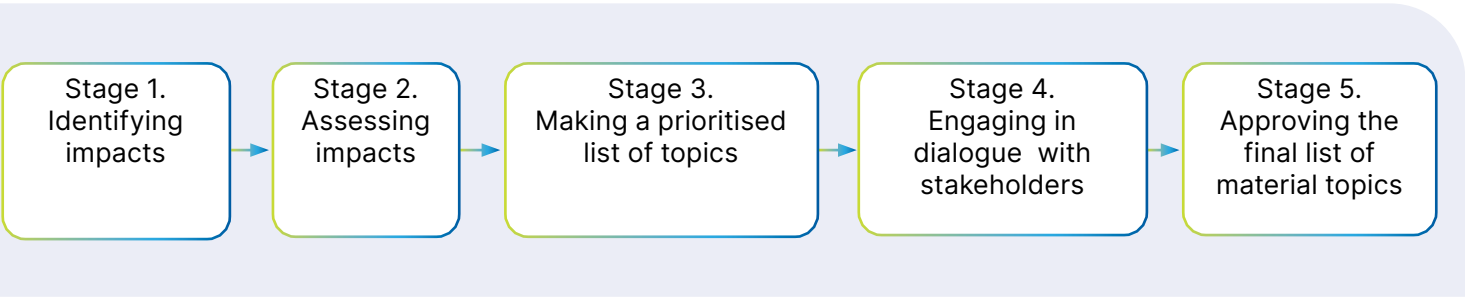 Stage 1.
Identifying
impacts
Stage 2.
Assessing
impacts
Stage 3.
Making a prioritised
list of topics
Stage 4.
Engaging in
dialogue  with
stakeholders
Stage 5.
Approving the
final list of
material topics